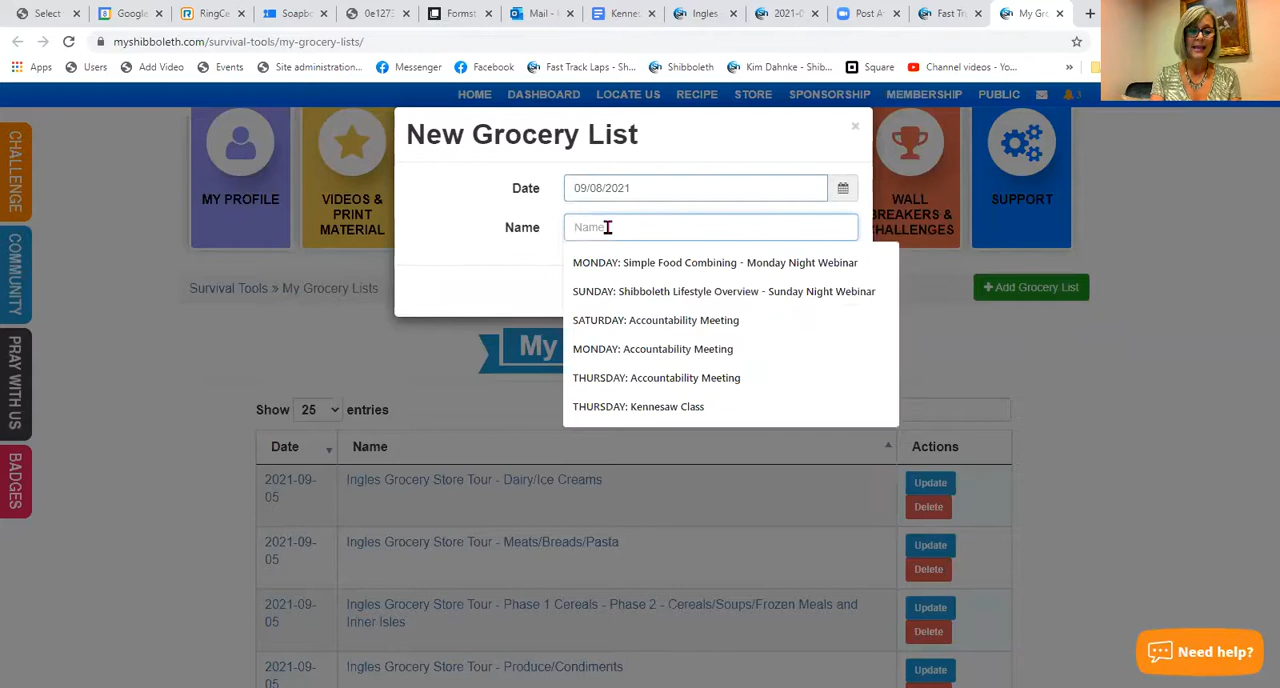 Select
Google
RingCe
Soapbo
0e1273
Formst
Mail -
Kenne
Ingles
2021-0
Post A
Fast Tr
My Gro
myshibboleth.com/survival-tools/my-grocery-lists/
Apps Users Add Video Events Site administration... Messenger Faceb Fast Track Laps - Sh... Shibboleth Kim Dahnke - Shib... Square Channel videos - Yo... »
HOME DASHBOARD LOCATE US RECIPE STORE SPONSORSHIP MEMBERSHIP PUBLIC 3
CHALLENGE
COMMUNITY
PRAY WITH US
BADGES
MY PROFILE
VIDEOS &
PRINT
MATERIAL
WALL
BREAKERS &
CHALLENGES
SUPPORT
New Grocery List ×
Date 09/08/2021
Name Name
MONDAY: Simple Food Combining - Monday Night Webinar
SUNDAY: Shibboleth Lifestyle Overview - Sunday Night Webinar
SATURDAY: Accountability Meeting
MONDAY: Accountability Meeting
THURSDAY: Accountability Meeting
THURSDAY: Kennesaw Class
Survival Tools » My Grocery Lists
+ Add Grocery List
My
Show 25 entries
Date Name Actions
2021-09-
05
Ingles Grocery Store Tour - Dairy/Ice Creams
Update
Delete
2021-09-
05
Ingles Grocery Store Tour - Meats/Breads/Pasta
Update
Delete
2021-09-
05
Ingles Grocery Store Tour - Phase 1 Cereals - Phase 2 - Cereals/Soups/Frozen Meals and
Inner Isles
Update
Delete
2021-09-
Ingles Grocery Store Tour - Produce/Condiments
Update
Need help?